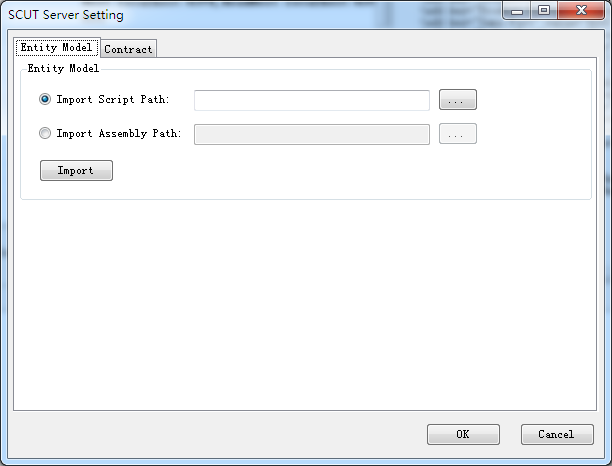 SCUT Server Setting
Entity Model Contract
Entity Model
Import Script Path: ...
Import Assembly Path: ...
Import
OK Cancel